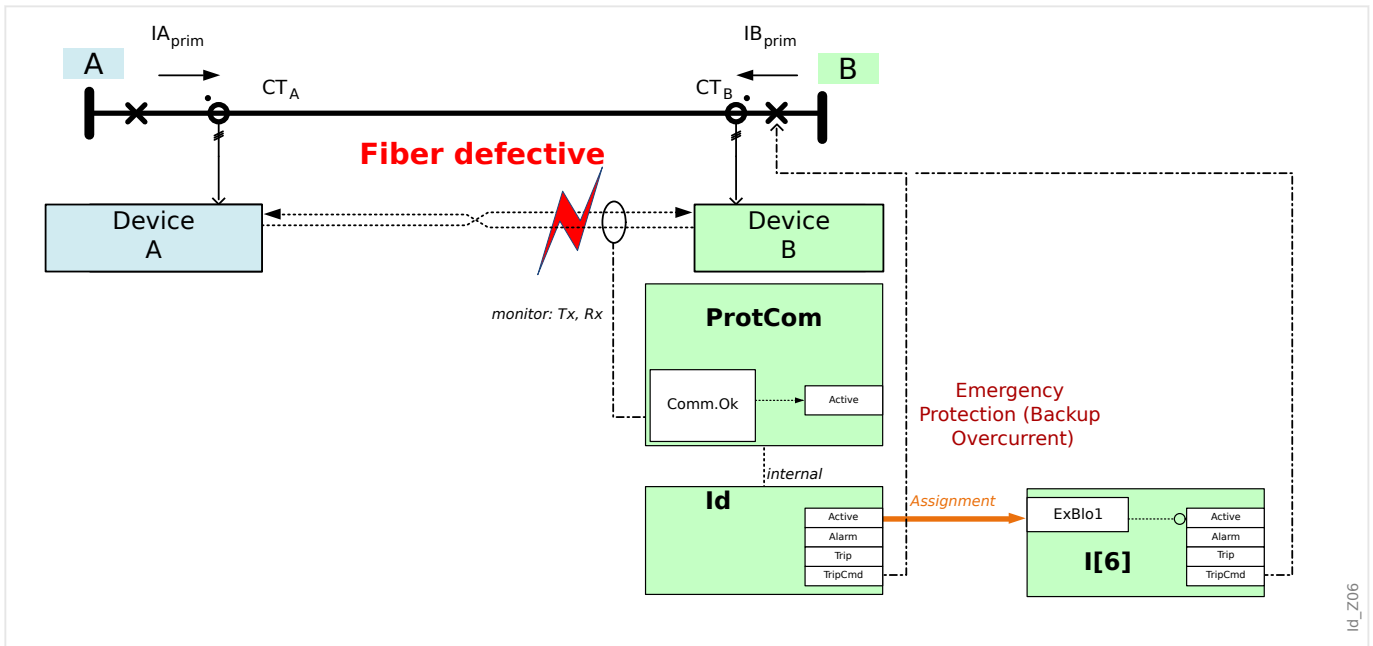 IAprim
IBprim
A
B
CTA
CTB
Fiber defective
Device
A
Device
B
monitor: Tx, Rx
ProtCom
Comm.Ok
Active
Emergency
Protection (Backup
Overcurrent)
internal
Id
Active
Alarm
Trip
TripCmd
Assignment
ExBlo1
I[6]
Active
Alarm
Trip
TripCmd
Id_Z06